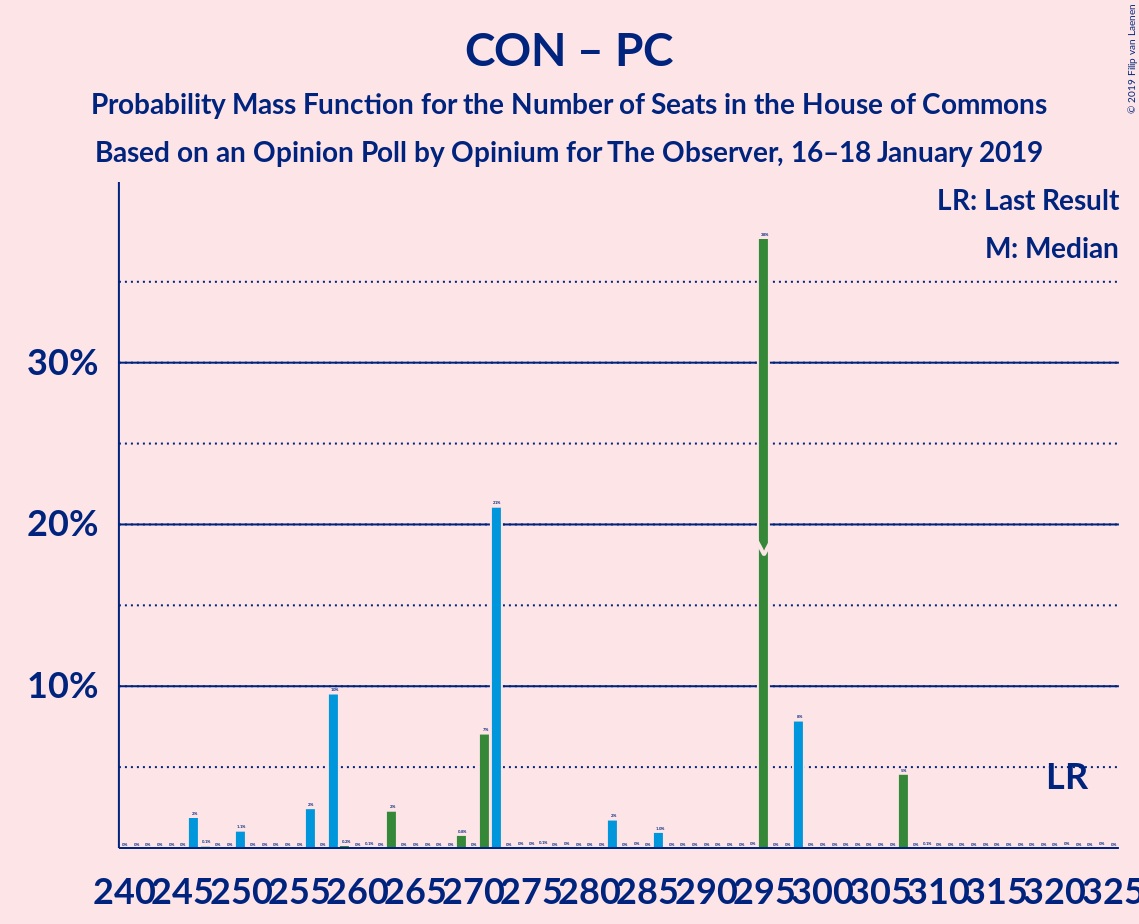 CON – PC
Probability Mass Function for the Number of Seats in the House of Commons
Based on an Opinion Poll by Opinium for The Observer, 16–18 January 2019
© 2019 Filip van Laenen
LR: Last Result
M: Median
30%
20%
10%
LR
240 245 250 255 260 265 270 275 280 285 290 295 300 305 310 315 320 325